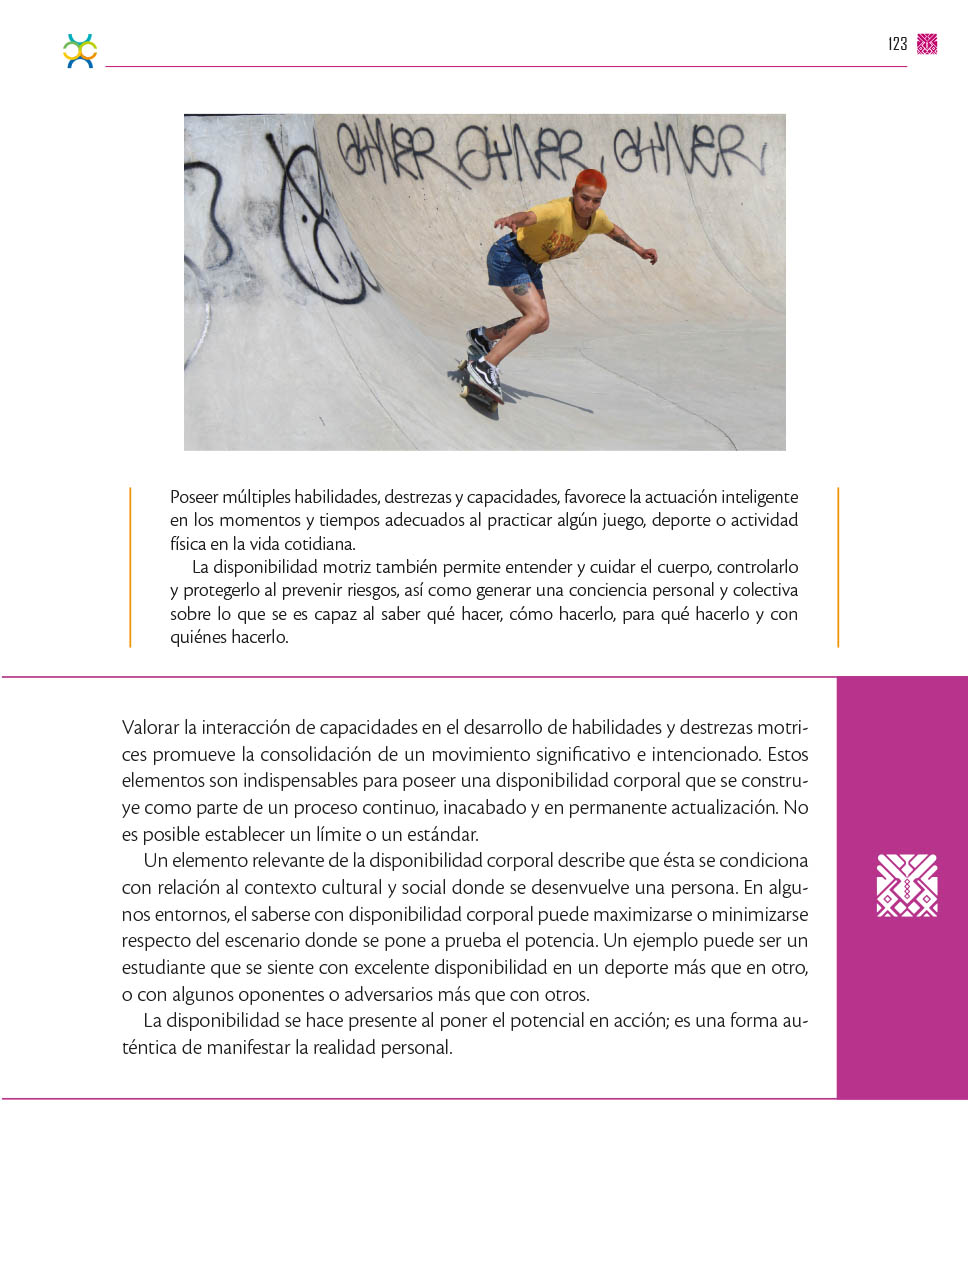 123
OHNER OHNER OHNER
Poseer múltiples habilidades, destrezas y capacidades, favorece la actuación inteligente
en los momentos y tiempos adecuados al practicar algún juego, deporte o actividad
física en la vida cotidiana.
La disponibilidad motriz también permite entender y cuidar el cuerpo, controlarlo
y protegerlo al prevenir riesgos, así como generar una conciencia personal y colectiva
sobre lo que se es capaz al saber qué hacer, cómo hacerlo, para qué hacerlo y con
quiénes hacerlo.
Valorar la interacción de capacidades en el desarrollo de habilidades y destrezas motri-
ces promueve la consolidación de un movimiento significativo e intencionado. Estos
elementos son indispensables para poseer una disponibilidad corporal que se constru-
ye como parte de un proceso continuo, inacabado y en permanente actualización. No
es posible establecer un límite o un estándar.
Un elemento relevante de la disponibilidad corporal describe que ésta se condiciona
con relación al contexto cultural y social donde se desenvuelve una persona. En algu-
nos entornos, el saberse con disponibilidad corporal puede maximizarse o minimizarse
respecto del escenario donde se pone a prueba el potencia. Un ejemplo puede ser un
estudiante que se siente con excelente disponibilidad en un deporte más que en otro,
o con algunos oponentes o adversarios más que con otros.
La disponibilidad se hace presente al poner el potencial en acción; es una forma au-
téntica de manifestar la realidad personal.